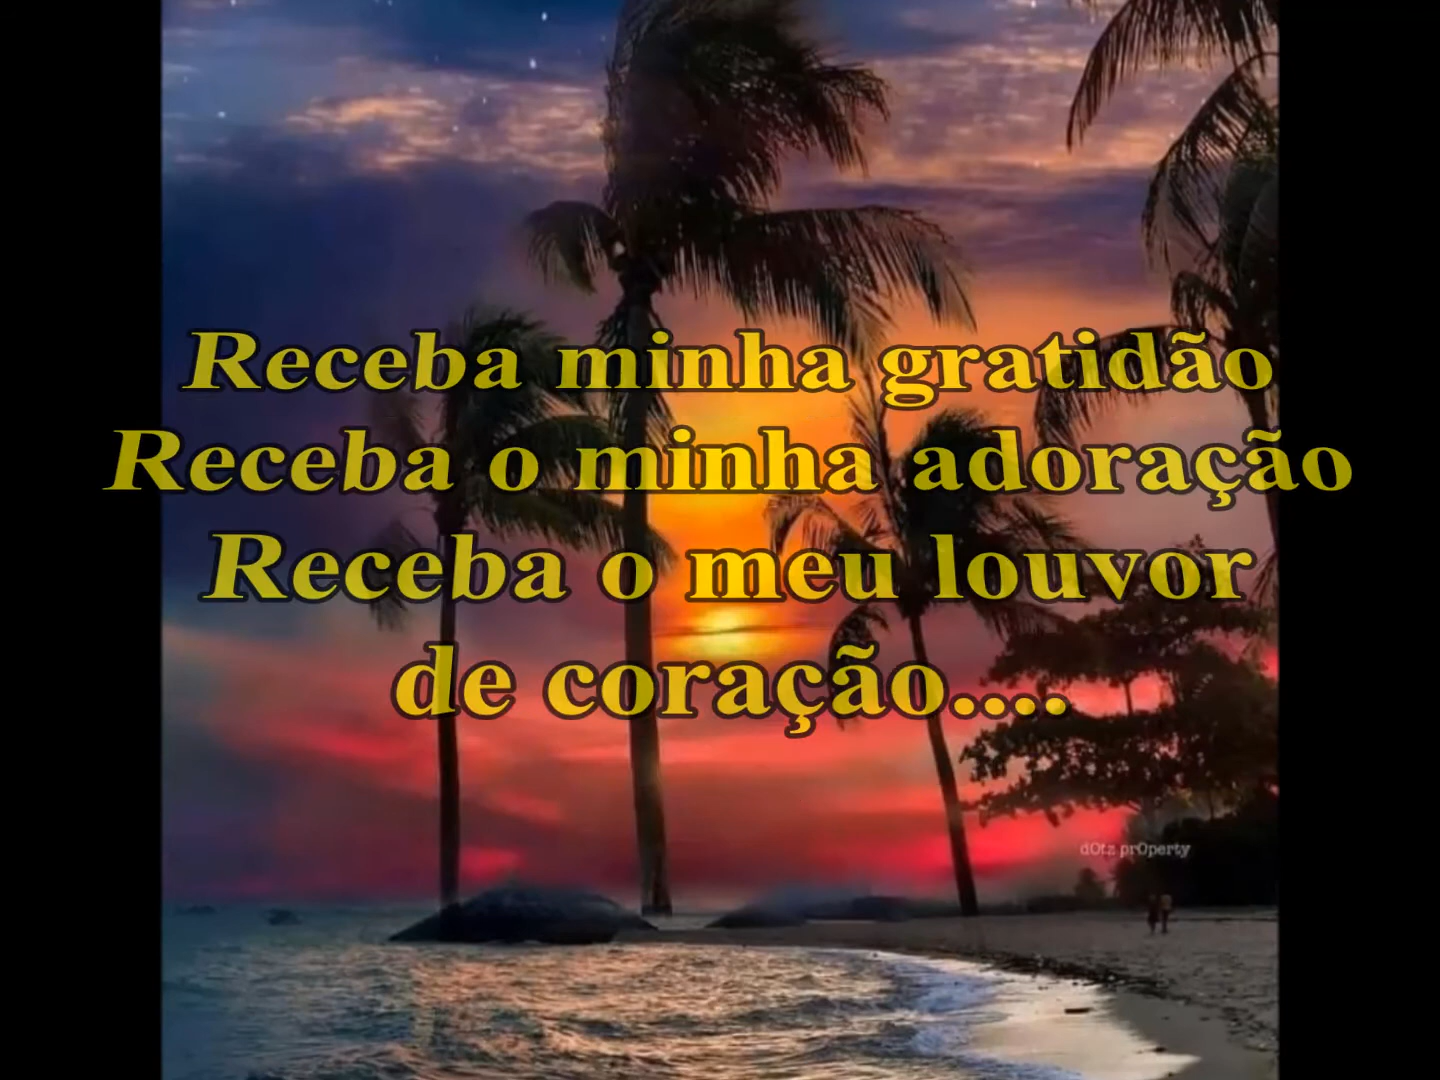 Receba minha gratidão
Receba o minha adoração
Receba o meu louvor
de coração....
dOtz prOperty